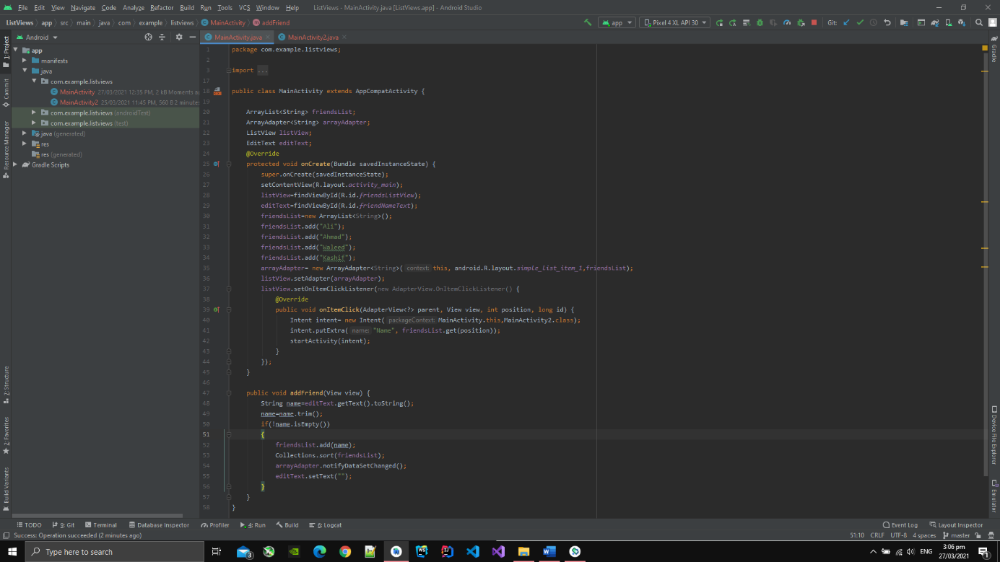 File Edit View Navigate Code Analyze Refactor Build Run Tools VCS Window Help ListViews - MainActivity.java [ListViews.app] - Android Studio
ListViews app src main java com example listviews MainActivity addFriend app Pixel 4 XL API 30 Git:
Android MainActivity.java MainActivity2.java
1: Project
Commit
Resource Manager
7: Structure
2: Favorites
Build Variants
app
manifests
java
com.example.listviews
MainActivity 27/03/2021 12:35 PM, 2 kB Moments a
MainActivity2 25/03/2021 11:45 PM, 560 B 2 minutes
com.example.listviews (androidTest)
com.example.listviews (test)
java (generated)
res
res (generated)
Gradle Scripts
1 package com.example.listviews;
2
3 import ...
17
18 public class MainActivity extends AppCompatActivity {
19
20 ArrayList<String> friendsList;
21 ArrayAdapter<String> arrayAdapter;
22 ListView listView;
23 EditText editText;
24 @Override
25 protected void onCreate(Bundle savedInstanceState) {
26 super.onCreate(savedInstanceState);
27 setContentView(R.layout.activity_main);
28 listView=findViewById(R.id.friendsListView);
29 editText=findViewById(R.id.friendNameText);
30 friendsList=new ArrayList<String>();
31 friendsList.add("Ali");
32 friendsList.add("Ahmad");
33 friendsList.add("Waleed");
34 friendsList.add("Kashif");
35 arrayAdapter= new ArrayAdapter<String>( context: this, android.R.layout.simple_list_item_1,friendsList);
36 listView.setAdapter(arrayAdapter);
37 listView.setOnItemClickListener(new AdapterView.OnItemClickListener() {
38 @Override
39 public void onItemClick(AdapterView<?> parent, View view, int position, long id) {
40 Intent intent= new Intent( packageContext: MainActivity.this,MainActivity2.class);
41 intent.putExtra( name: "Name", friendsList.get(position));
42 startActivity(intent);
43 }
44 });
45 }
46
47 public void addFriend(View view) {
48 String name=editText.getText().toString();
49 name=name.trim();
50 if(!name.isEmpty())
51 {
52 friendsList.add(name);
53 Collections.sort(friendsList);
54 arrayAdapter.notifyDataSetChanged();
55 editText.setText("");
56 }
57 }
58 }
Gradle
Device File Explorer
Emulator
TODO 9: Git Terminal Database Inspector Profiler 4: Run Build 6: Logcat Event Log Layout Inspector
Success: Operation succeeded (2 minutes ago) 51:10 CRLF UTF-8 4 spaces master
Type here to search 3 WS ENG 3:06 pm 27/03/2021 1